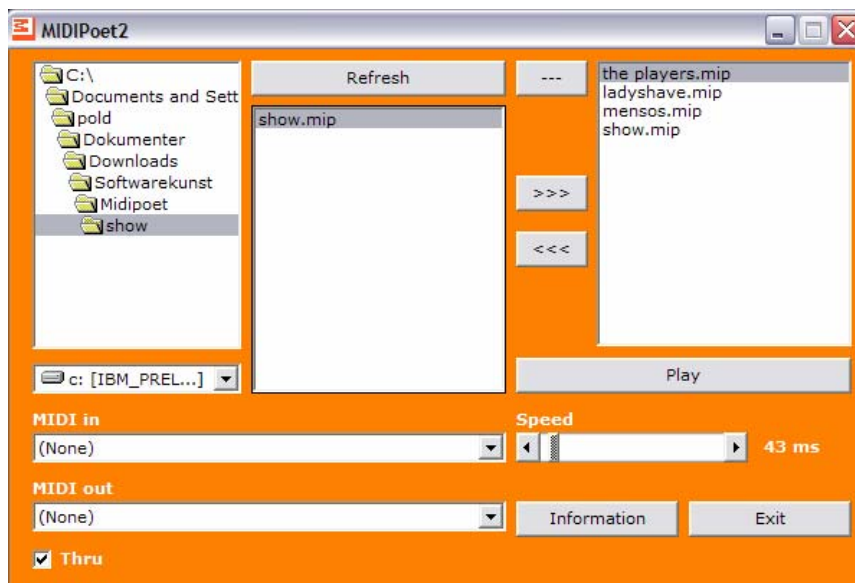 MIDIPoet2
C:\
Documents and Sett
pold
Dokumenter
Downloads
Softwarekunst
Midipoet
show
c: [IBM_PREL...]
Refresh
show.mip
---
>>>
<<<
the players.mip
ladyshave.mip
mensos.mip
show.mip
Play
MIDI in
(None)
Speed
43 ms
MIDI out
(None)
Information
Exit
Thru